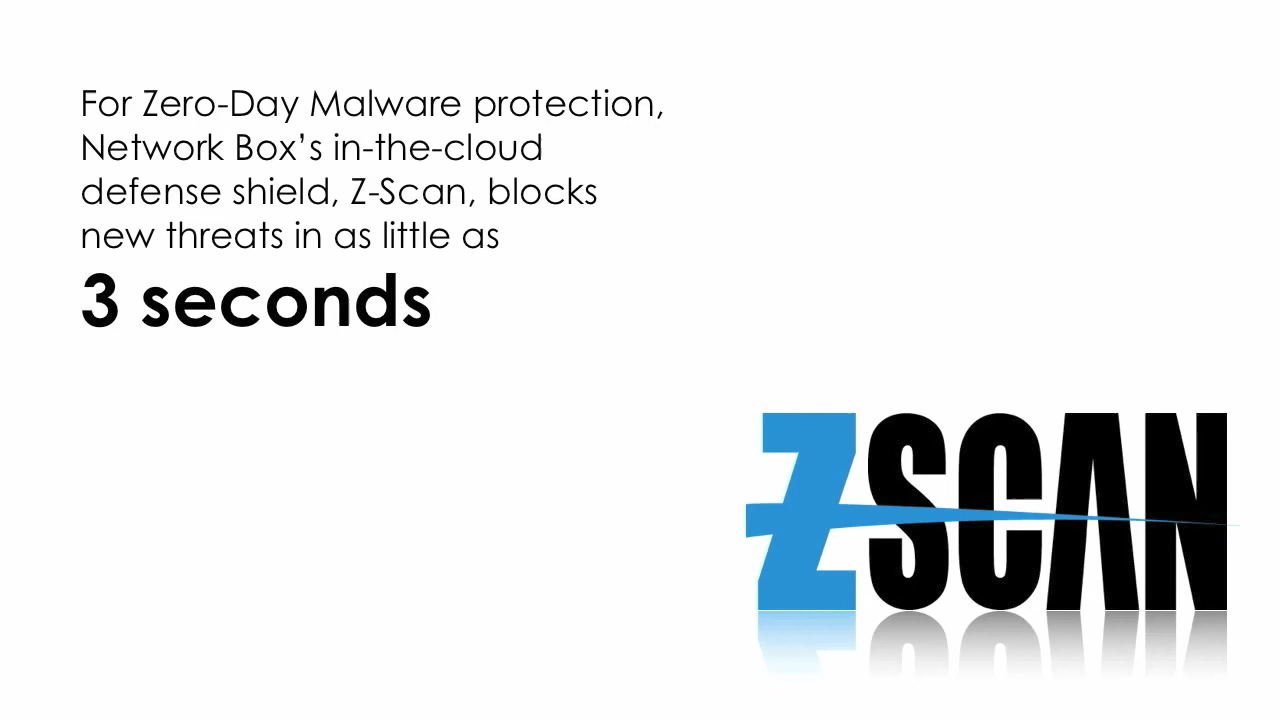 For Zero-Day Malware protection,
Network Box’s in-the-cloud
defense shield, Z-Scan, blocks
new threats in as little as
3 seconds
ZSCAN